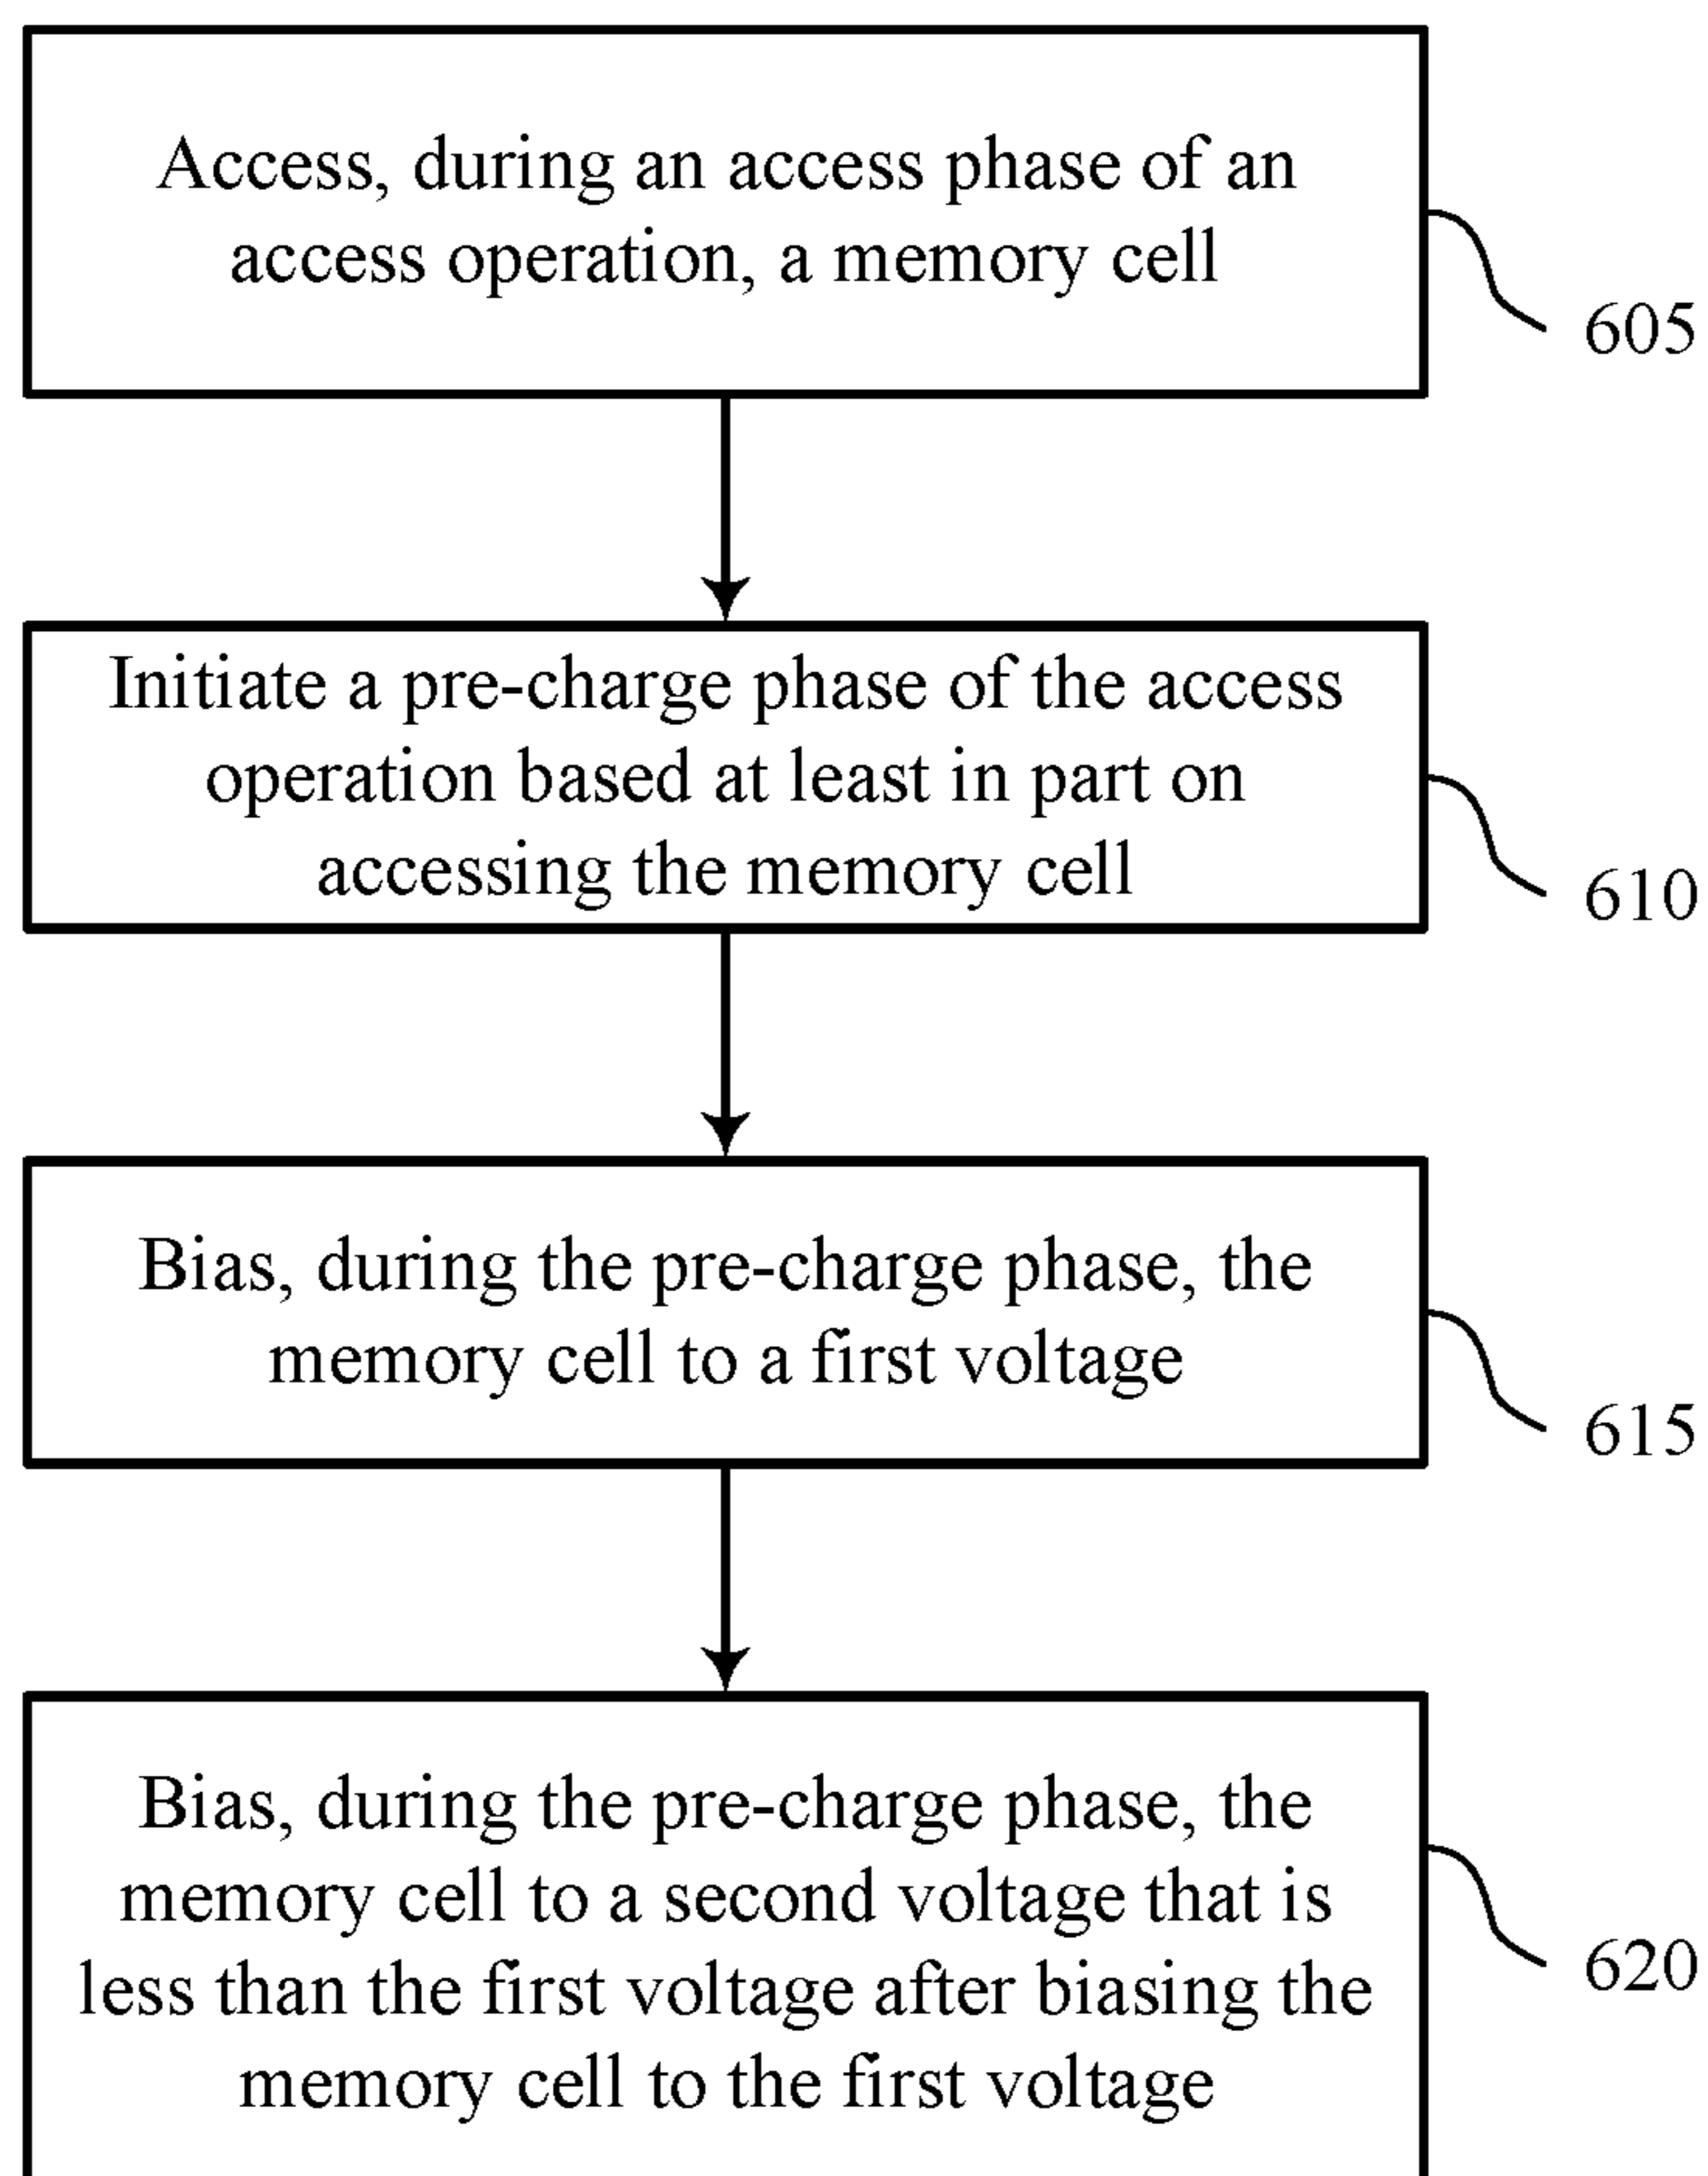 Access, during an access phase of an
access operation, a memory cell
605
Initiate a pre-charge phase of the access
operation based at least in part on
accessing the memory cell
610
Bias, during the pre-charge phase, the
memory cell to a first voltage
615
Bias, during the pre-charge phase, the
memory cell to a second voltage that is
less than the first voltage after biasing the
memory cell to the first voltage
620